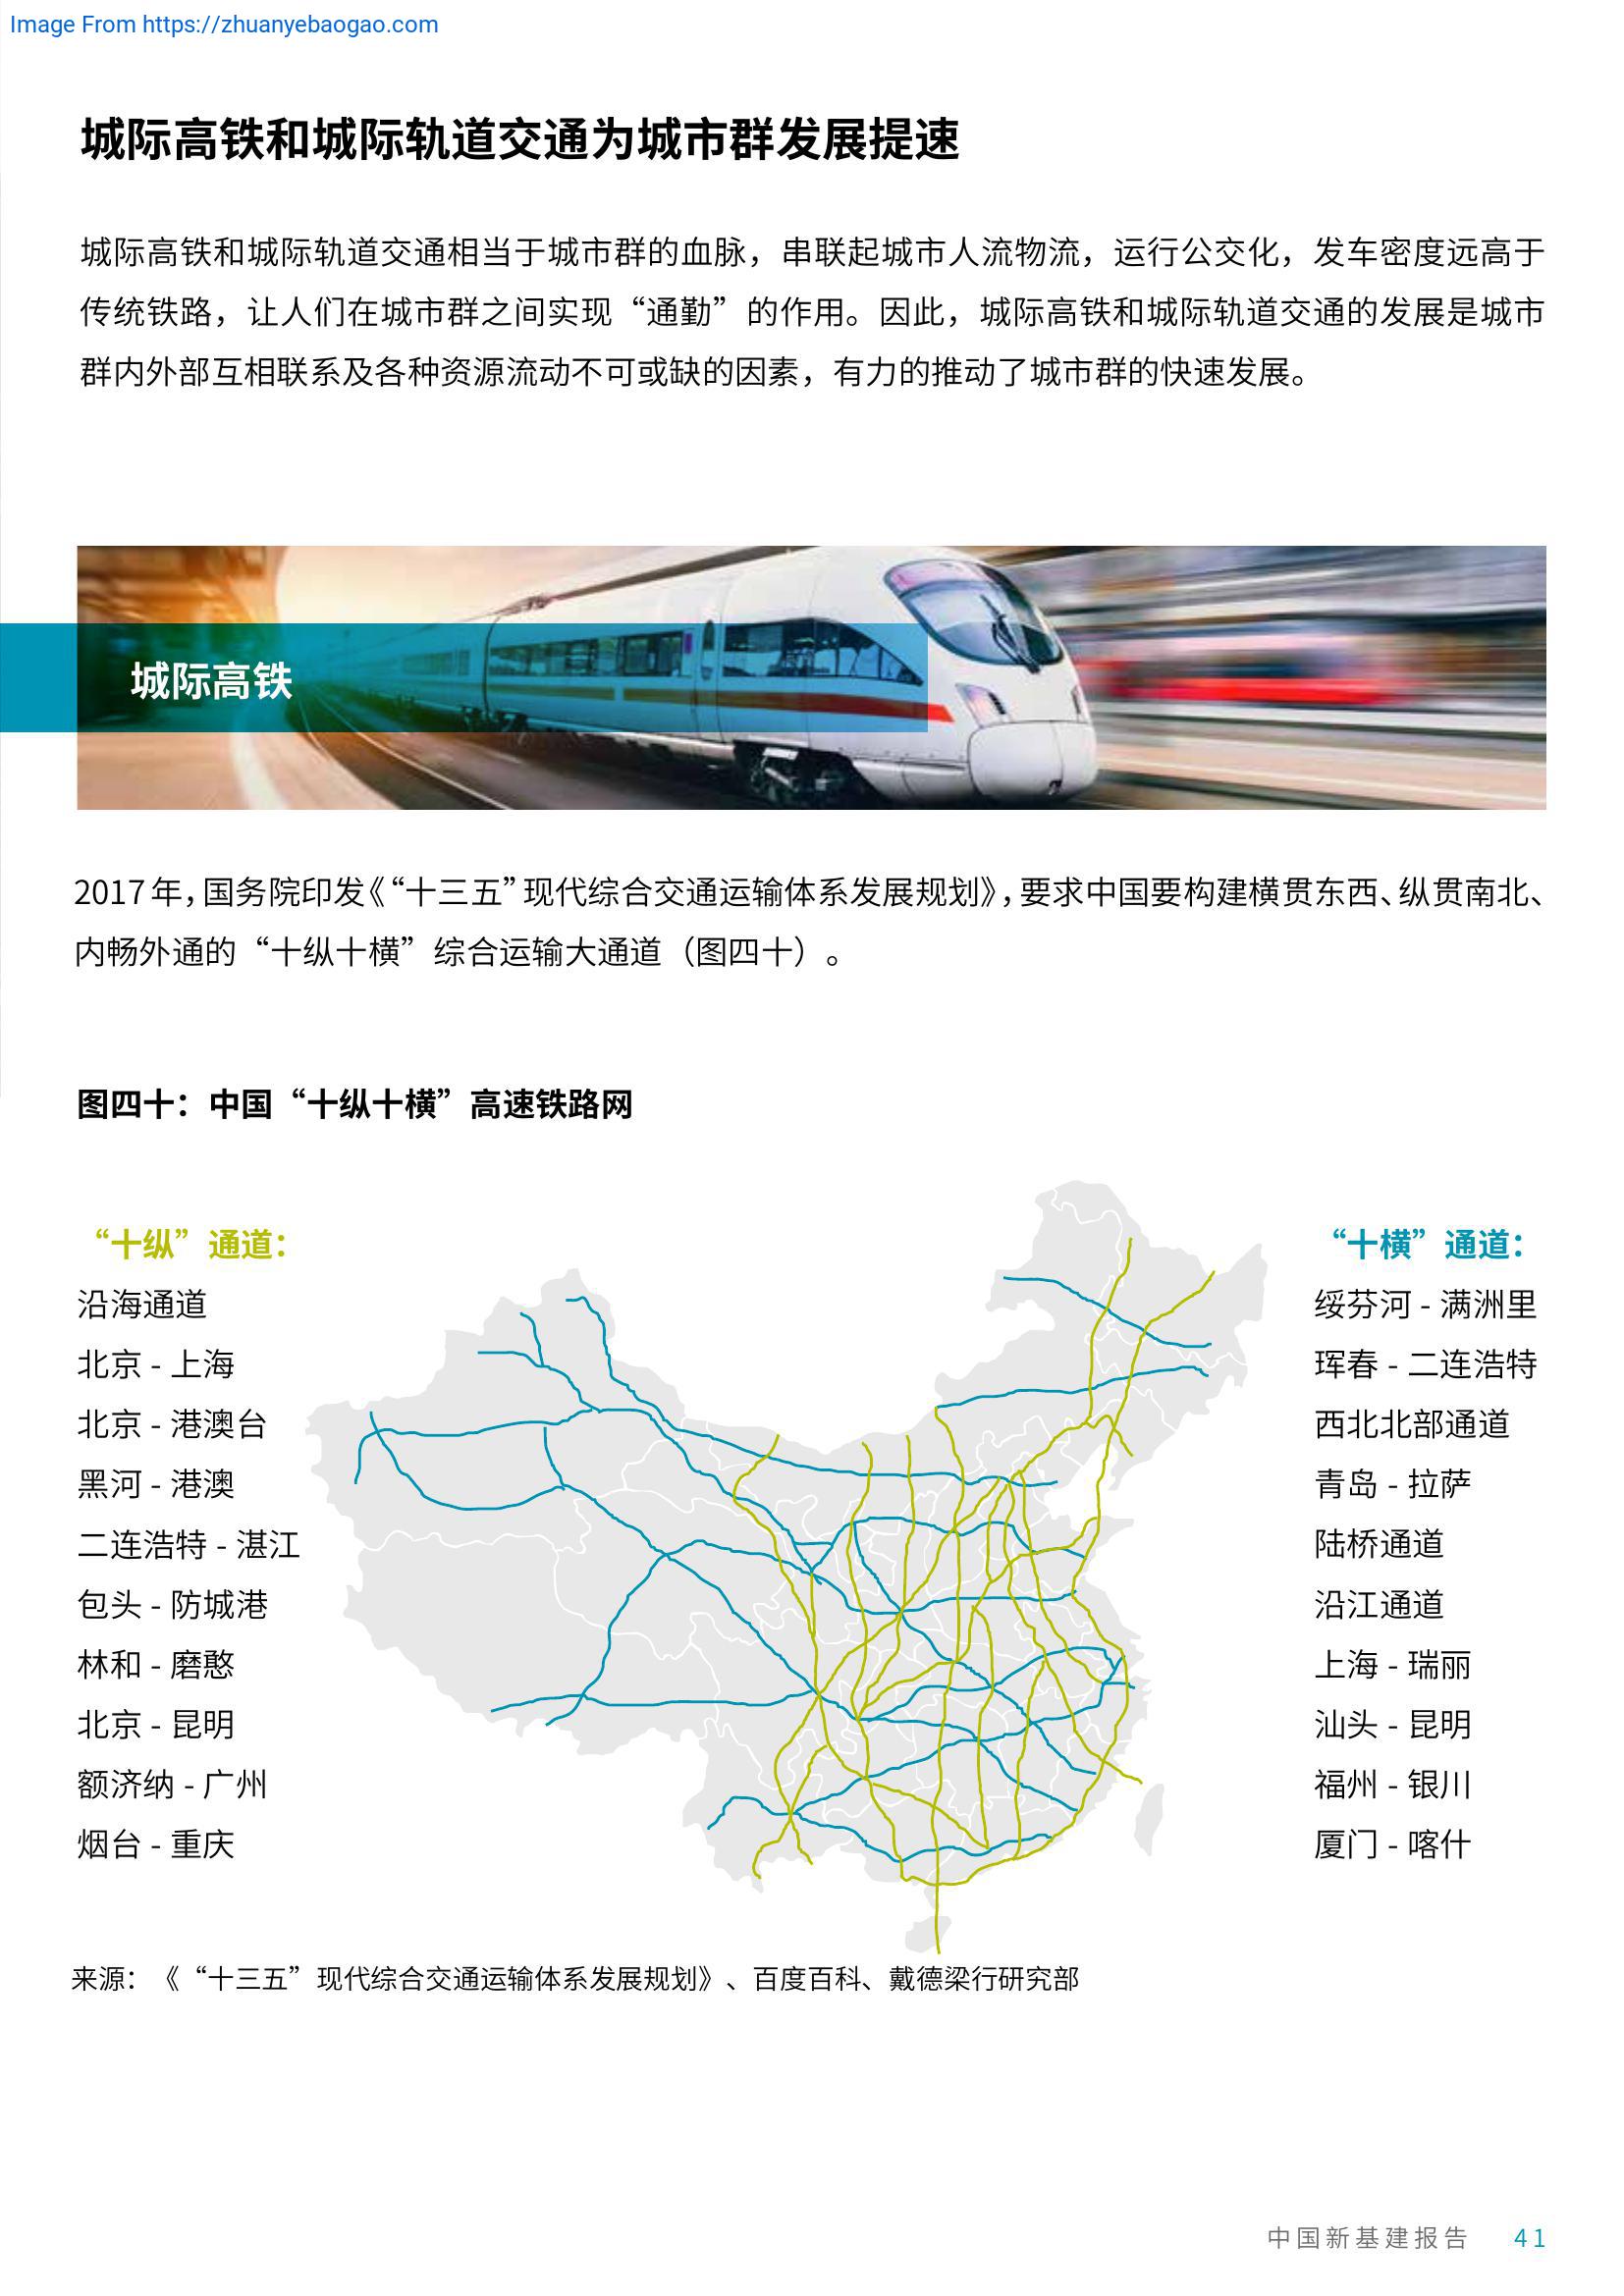 Image From https://zhuanyebaogao.com
城际高铁和城际轨道交通为城市群发展提速
城际高铁和城际轨道交通相当于城市群的血脉，串联起城市人流物流，运行公交化，发车密度远高于
传统铁路，让人们在城市群之间实现“通勤”的作用。因此，城际高铁和城际轨道交通的发展是城市
群内外部互相联系及各种资源流动不可或缺的因素，有力的推动了城市群的快速发展。
城际高铁
2017年，国务院印发《“十三五”现代综合交通运输体系发展规划》，要求中国要构建横贯东西、纵贯南北、
内畅外通的“十纵十横”综合运输大通道（图四十）。
图四十：中国“十纵十横”高速铁路网
“十纵”通道：
沿海通道
北京 - 上海
北京 - 港澳台
黑河 - 港澳
二连浩特 - 湛江
包头 - 防城港
林和 - 磨憨
北京 - 昆明
额济纳 - 广州
烟台 - 重庆
“十横”通道：
绥芬河 - 满洲里
珲春 - 二连浩特
西北北部通道
青岛 - 拉萨
陆桥通道
沿江通道
上海 - 瑞丽
汕头 - 昆明
福州 - 银川
厦门 - 喀什
来源：《“十三五”现代综合交通运输体系发展规划》、百度百科、戴德梁行研究部
中国新基建报告 41